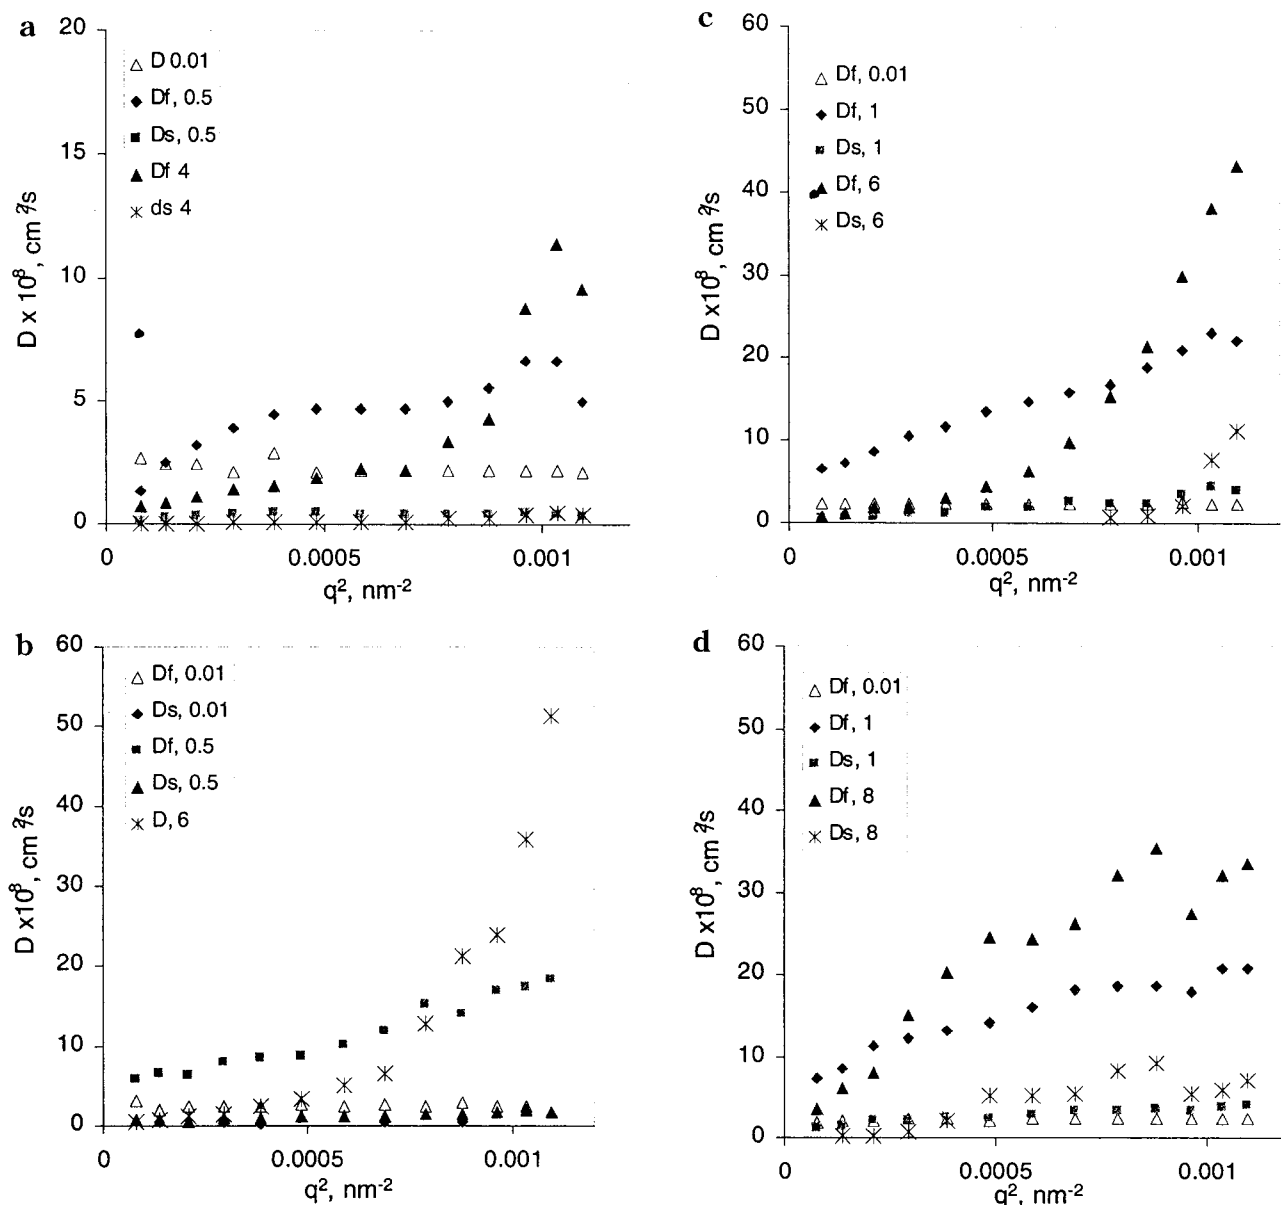 a
20
15
10
5
0
D x 10⁸, cm²/s
△ D 0.01
◆ Df, 0.5
■ Ds, 0.5
▲ Df 4
ds 4
0 0.0005 0.001
q², nm⁻²
c
60
50
40
30
20
10
0
D x10⁸, cm²/s
△ Df, 0.01
◆ Df, 1
■ Ds, 1
▲ Df, 6
Ds, 6
0 0.0005 0.001
q², nm⁻²
b
60
50
40
30
20
10
0
D x10⁸, cm²/s
△ Df, 0.01
◆ Ds, 0.01
■ Df, 0.5
▲ Ds, 0.5
D, 6
0 0.0005 0.001
q², nm⁻²
d
60
50
40
30
20
10
0
D x10⁸, cm²/s
△ Df, 0.01
◆ Df, 1
■ Ds, 1
▲ Df, 8
Ds, 8
0 0.0005 0.001
q², nm⁻²